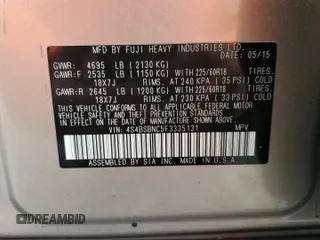 MFD. BY FUJI HEAVY INDUSTRIES LTD.
GVWR: 4695 LB (2130 KG) DATE: 05/15
GAWR:F 2535 LB (1150 KG) WITH 225/60R18 TIRES.
18X7J RIMS. AT 240 KPA (35 PSI) COLD
GAWR:R 2645 LB (1200 KG) WITH 225/60R18 TIRES.
18X7J RIMS. AT 230 KPA (33 PSI) COLD
THIS VEHICLE CONFORMS TO ALL APPLICABLE
FEDERAL MOTOR VEHICLE SAFETY, BUMPER,
AND THEFT PREVENTION STANDARDS IN EFFECT
ON THE DATE OF MANUFACTURE SHOWN ABOVE.
VIN: 4S4BSBNC5F3335131 MPV
ASSEMBLED BY SIA INC. MADE IN U.S.A.
DREAMBID